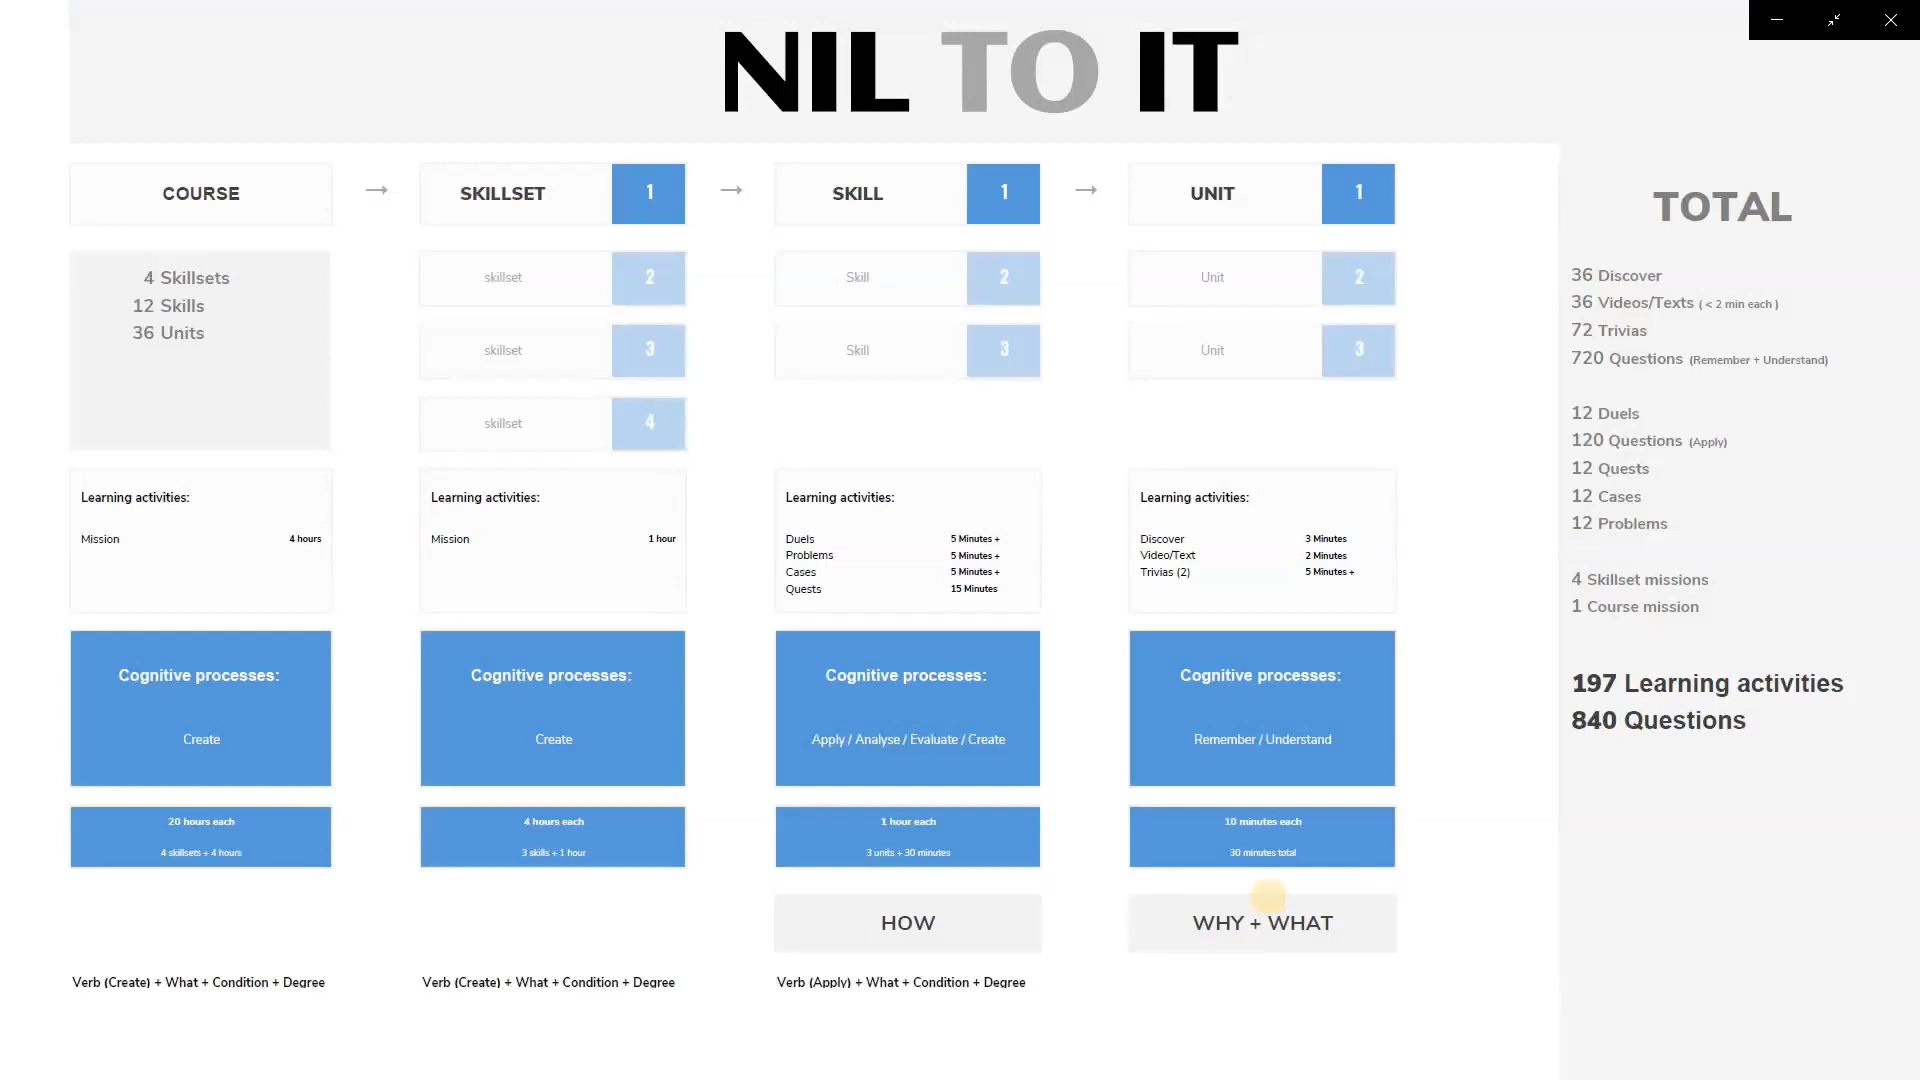 NIL TO IT
COURSE
→
SKILLSET 1
→
SKILL 1
→
UNIT 1
4 Skillsets
12 Skills
36 Units
skillset 2
skillset 3
skillset 4
Skill 2
Skill 3
Unit 2
Unit 3
Learning activities:
Mission 4 hours
Learning activities:
Mission 1 hour
Learning activities:
Duels 5 Minutes +
Problems 5 Minutes +
Cases 5 Minutes +
Quests 15 Minutes
Learning activities:
Discover 3 Minutes
Video/Text 2 Minutes
Trivias (2) 5 Minutes +
Cognitive processes:
Create
Cognitive processes:
Create
Cognitive processes:
Apply / Analyse / Evaluate / Create
Cognitive processes:
Remember / Understand
20 hours each
4 skillsets + 4 hours
4 hours each
3 skills + 1 hour
1 hour each
3 units + 30 minutes
10 minutes each
30 minutes total
HOW
WHY + WHAT
Verb (Create) + What + Condition + Degree
Verb (Create) + What + Condition + Degree
Verb (Apply) + What + Condition + Degree
TOTAL
36 Discover
36 Videos/Texts ( < 2 min each )
72 Trivias
720 Questions (Remember + Understand)
12 Duels
120 Questions (Apply)
12 Quests
12 Cases
12 Problems
4 Skillset missions
1 Course mission
197 Learning activities
840 Questions